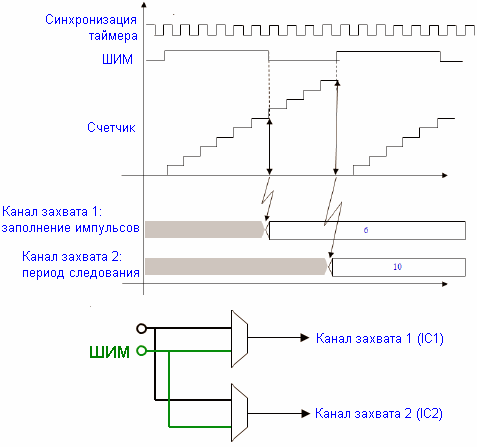 Синхронизация
таймера
ШИМ
Счетчик
Канал захвата 1:
заполнение импульсов
6
Канал захвата 2:
период следования
10
ШИМ
Канал захвата 1 (IC1)
Канал захвата 2 (IC2)